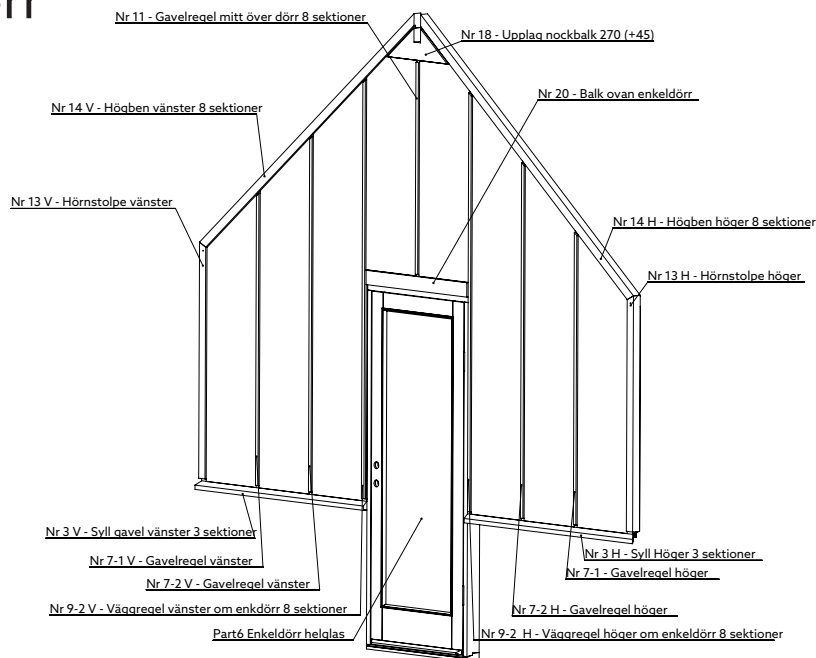 Nr 11 - Gavelregel mitt över dörr 8 sektioner
Nr 18 - Upplag nockbalk 270 (+45)
Nr 20 - Balk ovan enkeldörr
Nr 14 V - Högben vänster 8 sektioner
Nr 13 V - Hörnstolpe vänster
Nr 14 H - Högben höger 8 sektioner
Nr 13 H - Hörnstolpe höger
Nr 3 V - Syll gavel vänster 3 sektioner
Nr 3 H - Syll Höger 3 sektioner
Nr 7-1 V - Gavelregel vänster
Nr 7-1 - Gavelregel höger
Nr 7-2 V - Gavelregel vänster
Nr 9-2 V - Väggregel vänster om enkdörr 8 sektioner
Nr 7-2 H - Gavelregel höger
Part6 Enkeldörr helglas
Nr 9-2 H - Väggregel höger om enkeldörr 8 sektioner